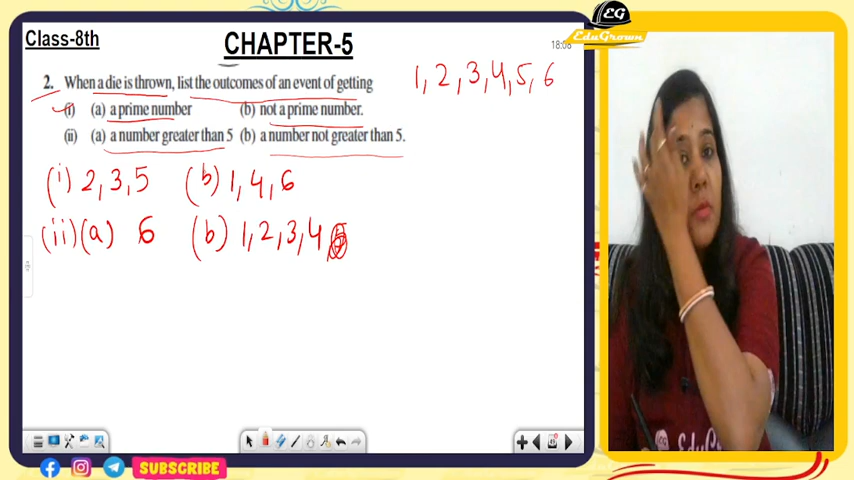 Class-8th
CHAPTER-5
EG
EduGrown
18:08
2. When a die is thrown, list the outcomes of an event of getting
(i) (a) a prime number (b) not a prime number.
(ii) (a) a number greater than 5 (b) a number not greater than 5.
1, 2, 3, 4, 5, 6
(i) 2, 3, 5 (b) 1, 4, 6
(ii) (a) 6 (b) 1, 2, 3, 4
EG EduGrown
SUBSCRIBE